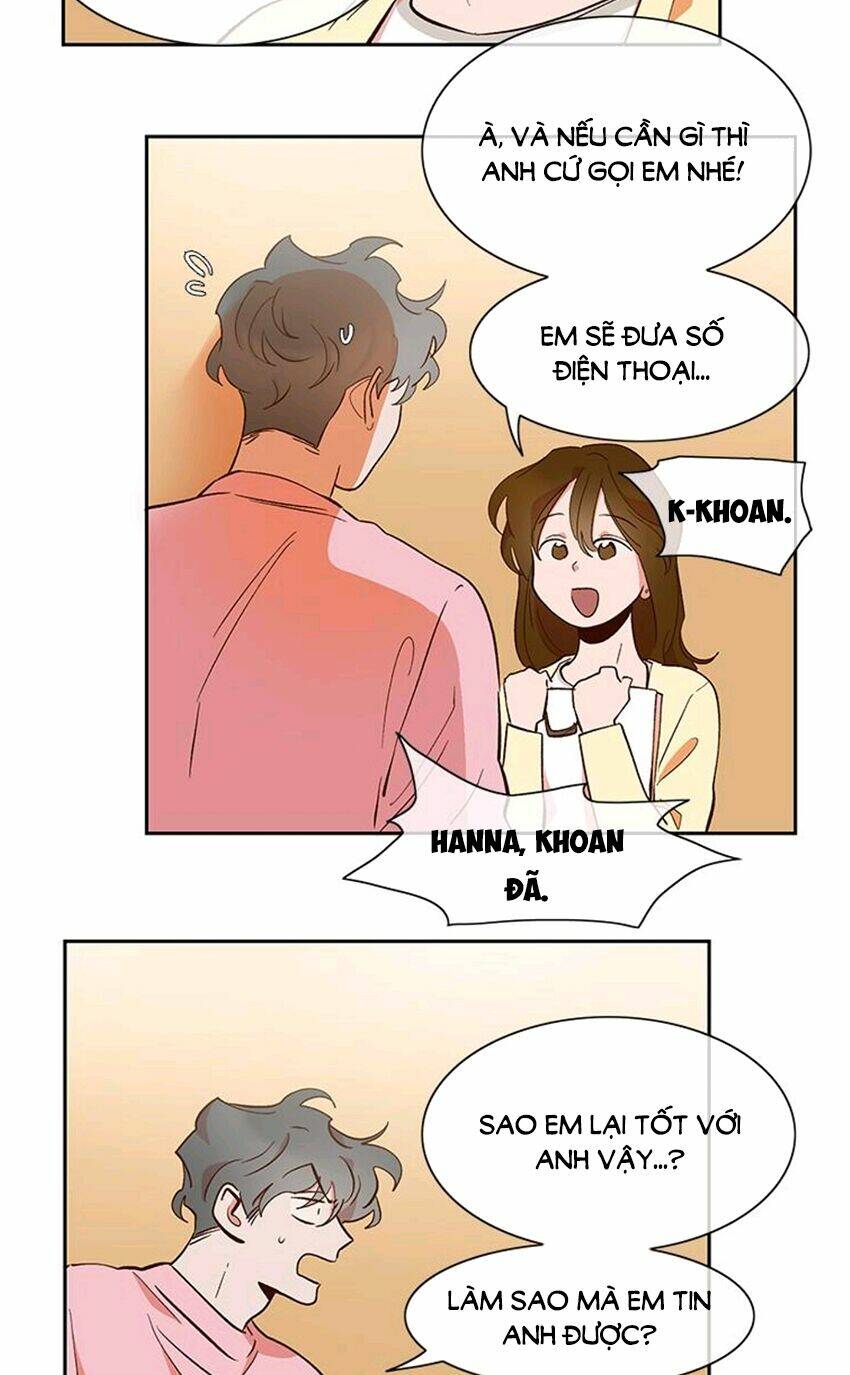 À, VÀ NẾU CẦN GÌ THÌ
ANH CỨ GỌI EM NHÉ!
EM SẼ ĐƯA SỐ
ĐIỆN THOẠI...
K-KHOAN.
HANNA, KHOAN
ĐÃ.
SAO EM LẠI TỐT VỚI
ANH VẬY...?
LÀM SAO MÀ EM TIN
ANH ĐƯỢC?